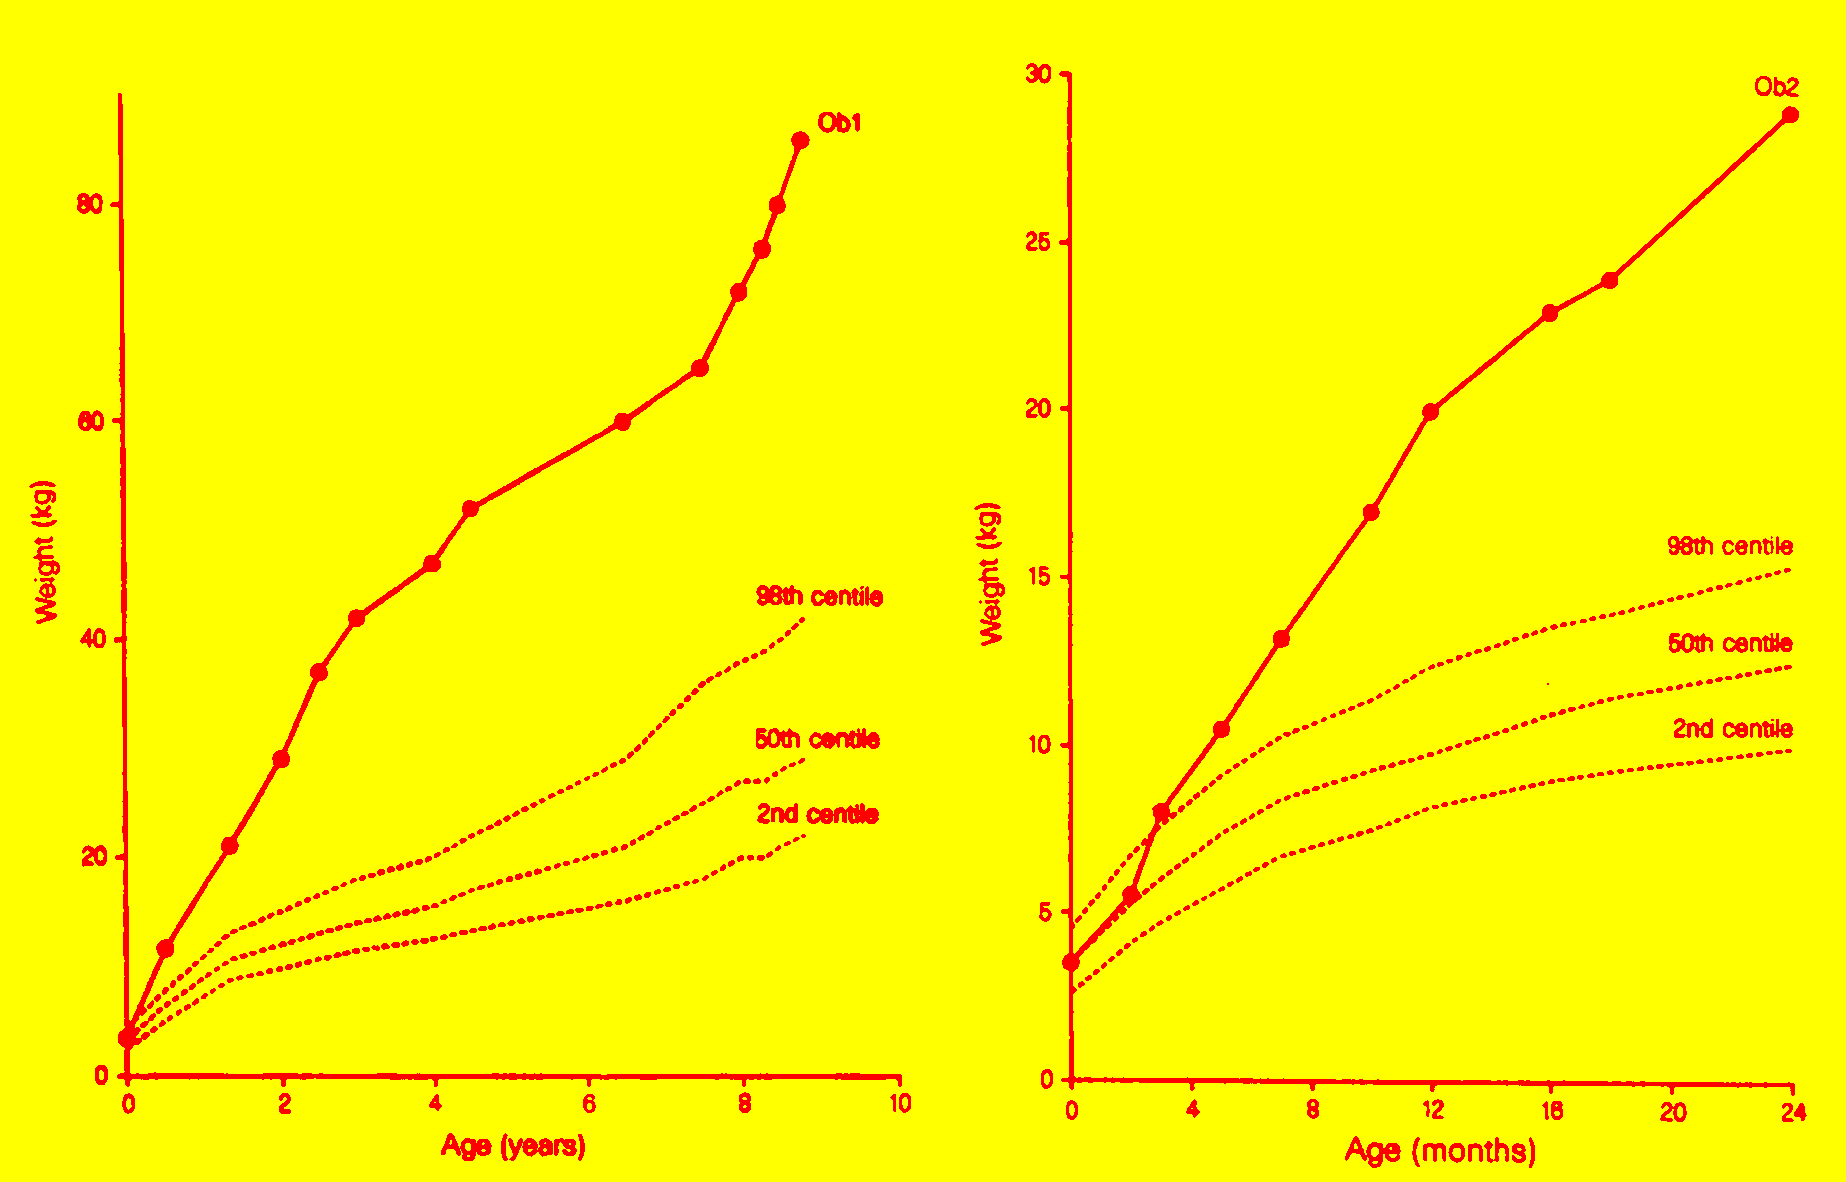 Ob1
80
60
40
20
0
Weight (kg)
98th centile
50th centile
2nd centile
0 2 4 6 8 10
Age (years)
Ob2
30
25
20
15
10
5
0
Weight (kg)
98th centile
50th centile
2nd centile
0 4 8 12 16 20 24
Age (months)